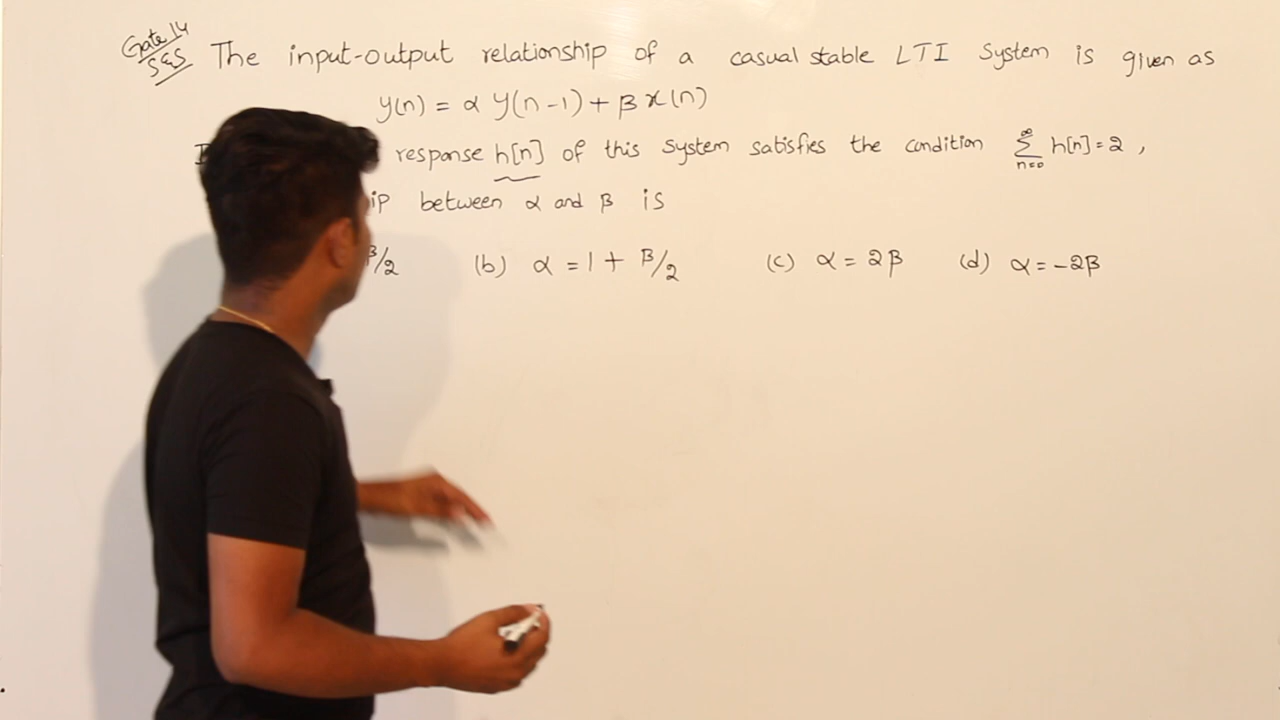 Gate 14
S&S
The input-output relationship of a casual stable LTI System is given as
y(n) = α y(n-1) + β x(n)
response h[n] of this system satisfies the condition ∑_{n=0}^{∞} h[n] = 2 ,
ip between α and β is
β/2 (b) α = 1 + β/2 (c) α = 2β (d) α = -2β